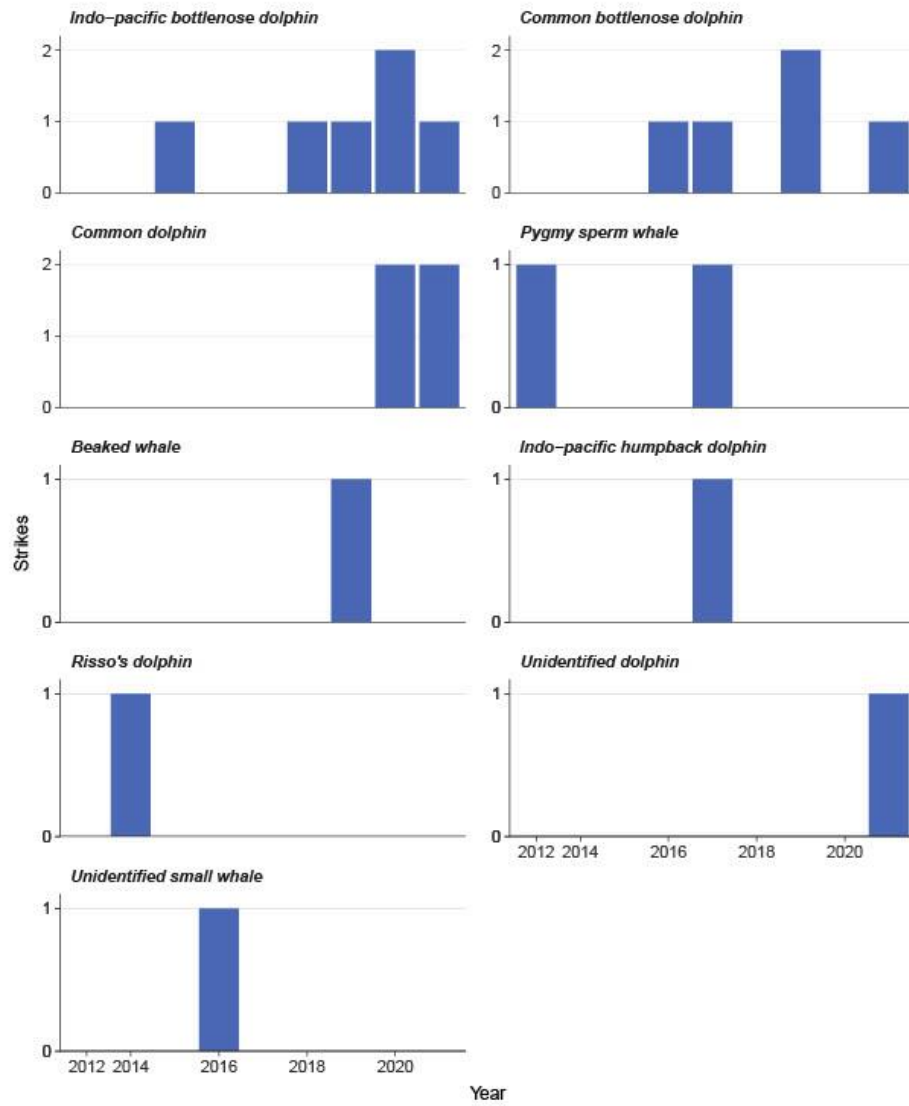 Indo–pacific bottlenose dolphin
Common bottlenose dolphin
2
1
0
2
1
0
Common dolphin
Pygmy sperm whale
2
1
0
1
0
Beaked whale
Indo–pacific humpback dolphin
1
0
1
0
Strikes
Risso's dolphin
Unidentified dolphin
1
0
1
0
2012 2014 2016 2018 2020
Unidentified small whale
1
0
2012 2014 2016 2018 2020
Year